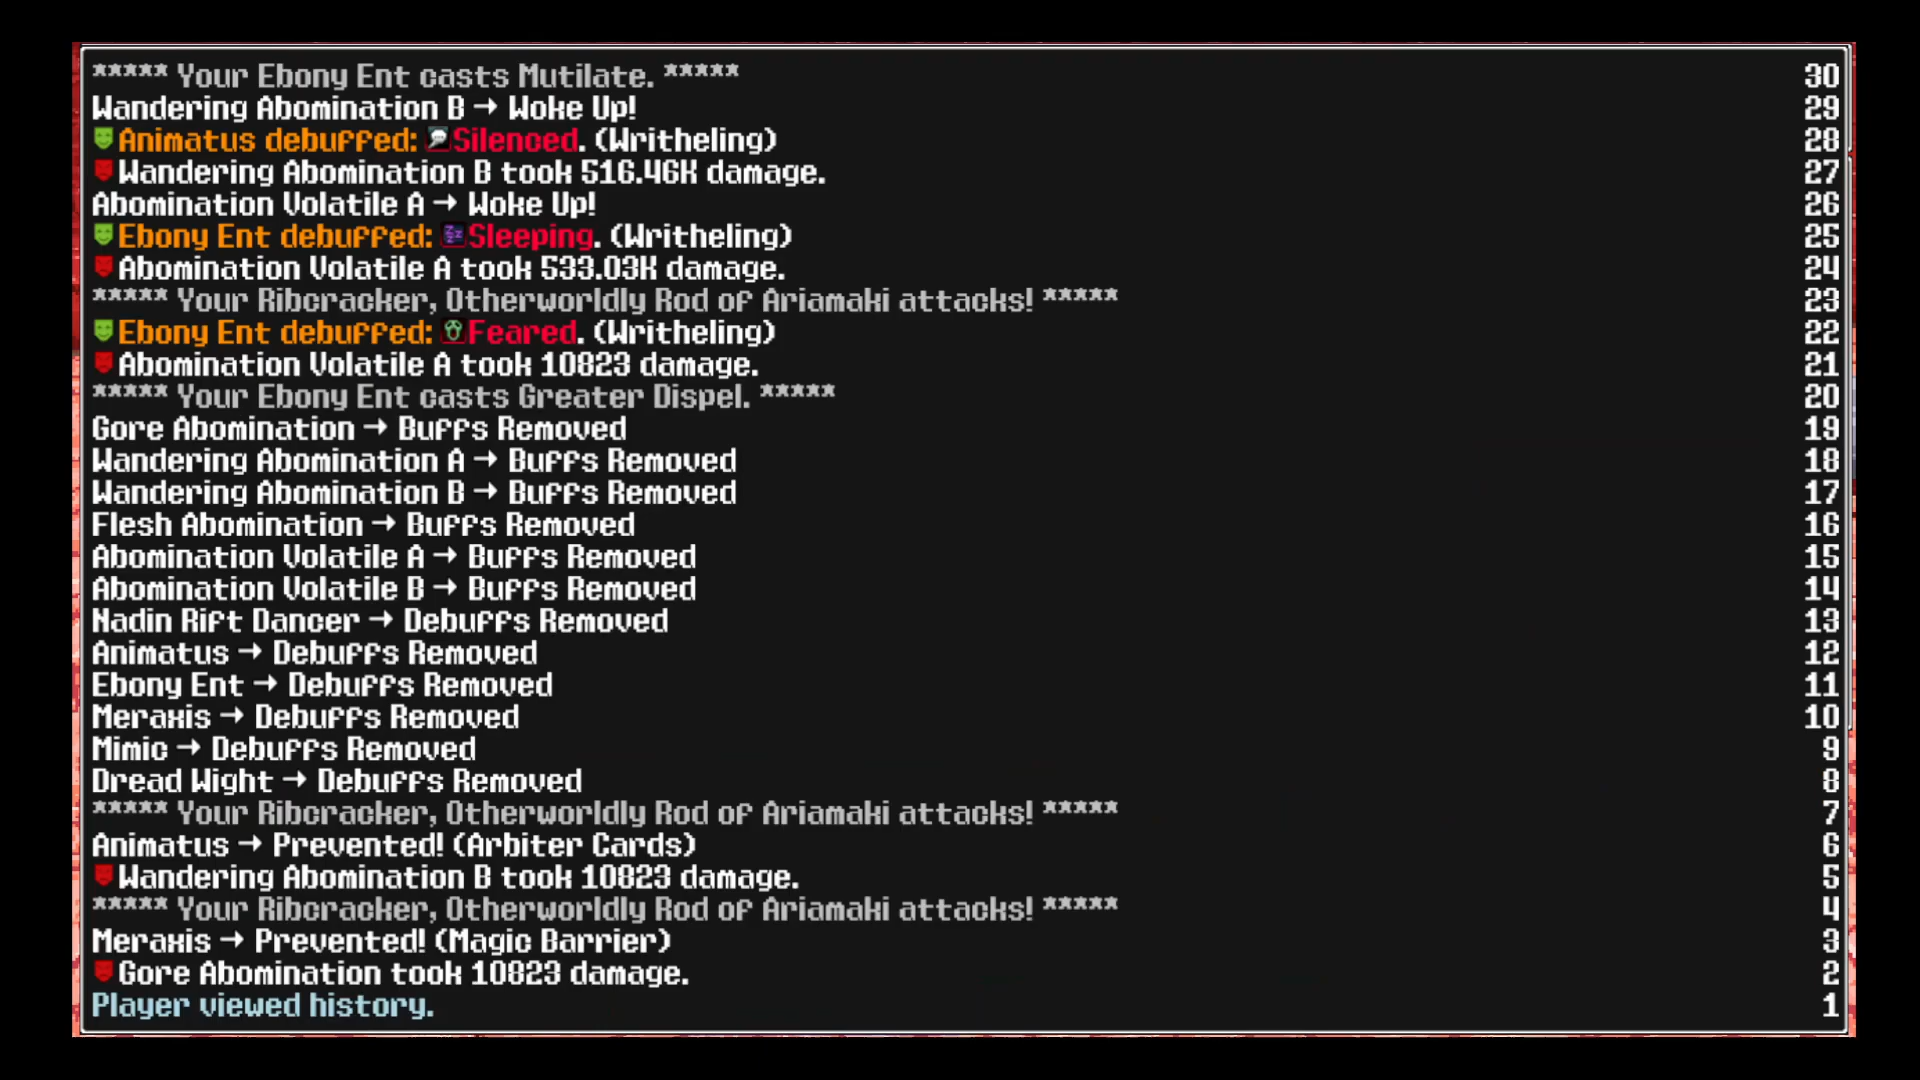 ***** Your Ebony Ent casts Mutilate. ***** 30
Wandering Abomination B → Woke Up! 29
Animatus debuffed: Silenced. (Writheling) 28
Wandering Abomination B took 516.46K damage. 27
Abomination Volatile A → Woke Up! 26
Ebony Ent debuffed: Sleeping. (Writheling) 25
Abomination Volatile A took 533.03K damage. 24
***** Your Ribcracker, Otherworldly Rod of Ariamaki attacks! ***** 23
Ebony Ent debuffed: Feared. (Writheling) 22
Abomination Volatile A took 10823 damage. 21
***** Your Ebony Ent casts Greater Dispel. ***** 20
Gore Abomination → Buffs Removed 19
Wandering Abomination A → Buffs Removed 18
Wandering Abomination B → Buffs Removed 17
Flesh Abomination → Buffs Removed 16
Abomination Volatile A → Buffs Removed 15
Abomination Volatile B → Buffs Removed 14
Nadin Rift Dancer → Debuffs Removed 13
Animatus → Debuffs Removed 12
Ebony Ent → Debuffs Removed 11
Meraxis → Debuffs Removed 10
Mimic → Debuffs Removed 9
Dread Wight → Debuffs Removed 8
***** Your Ribcracker, Otherworldly Rod of Ariamaki attacks! ***** 7
Animatus → Prevented! (Arbiter Cards) 6
Wandering Abomination B took 10823 damage. 5
***** Your Ribcracker, Otherworldly Rod of Ariamaki attacks! ***** 4
Meraxis → Prevented! (Magic Barrier) 3
Gore Abomination took 10823 damage. 2
Player viewed history. 1